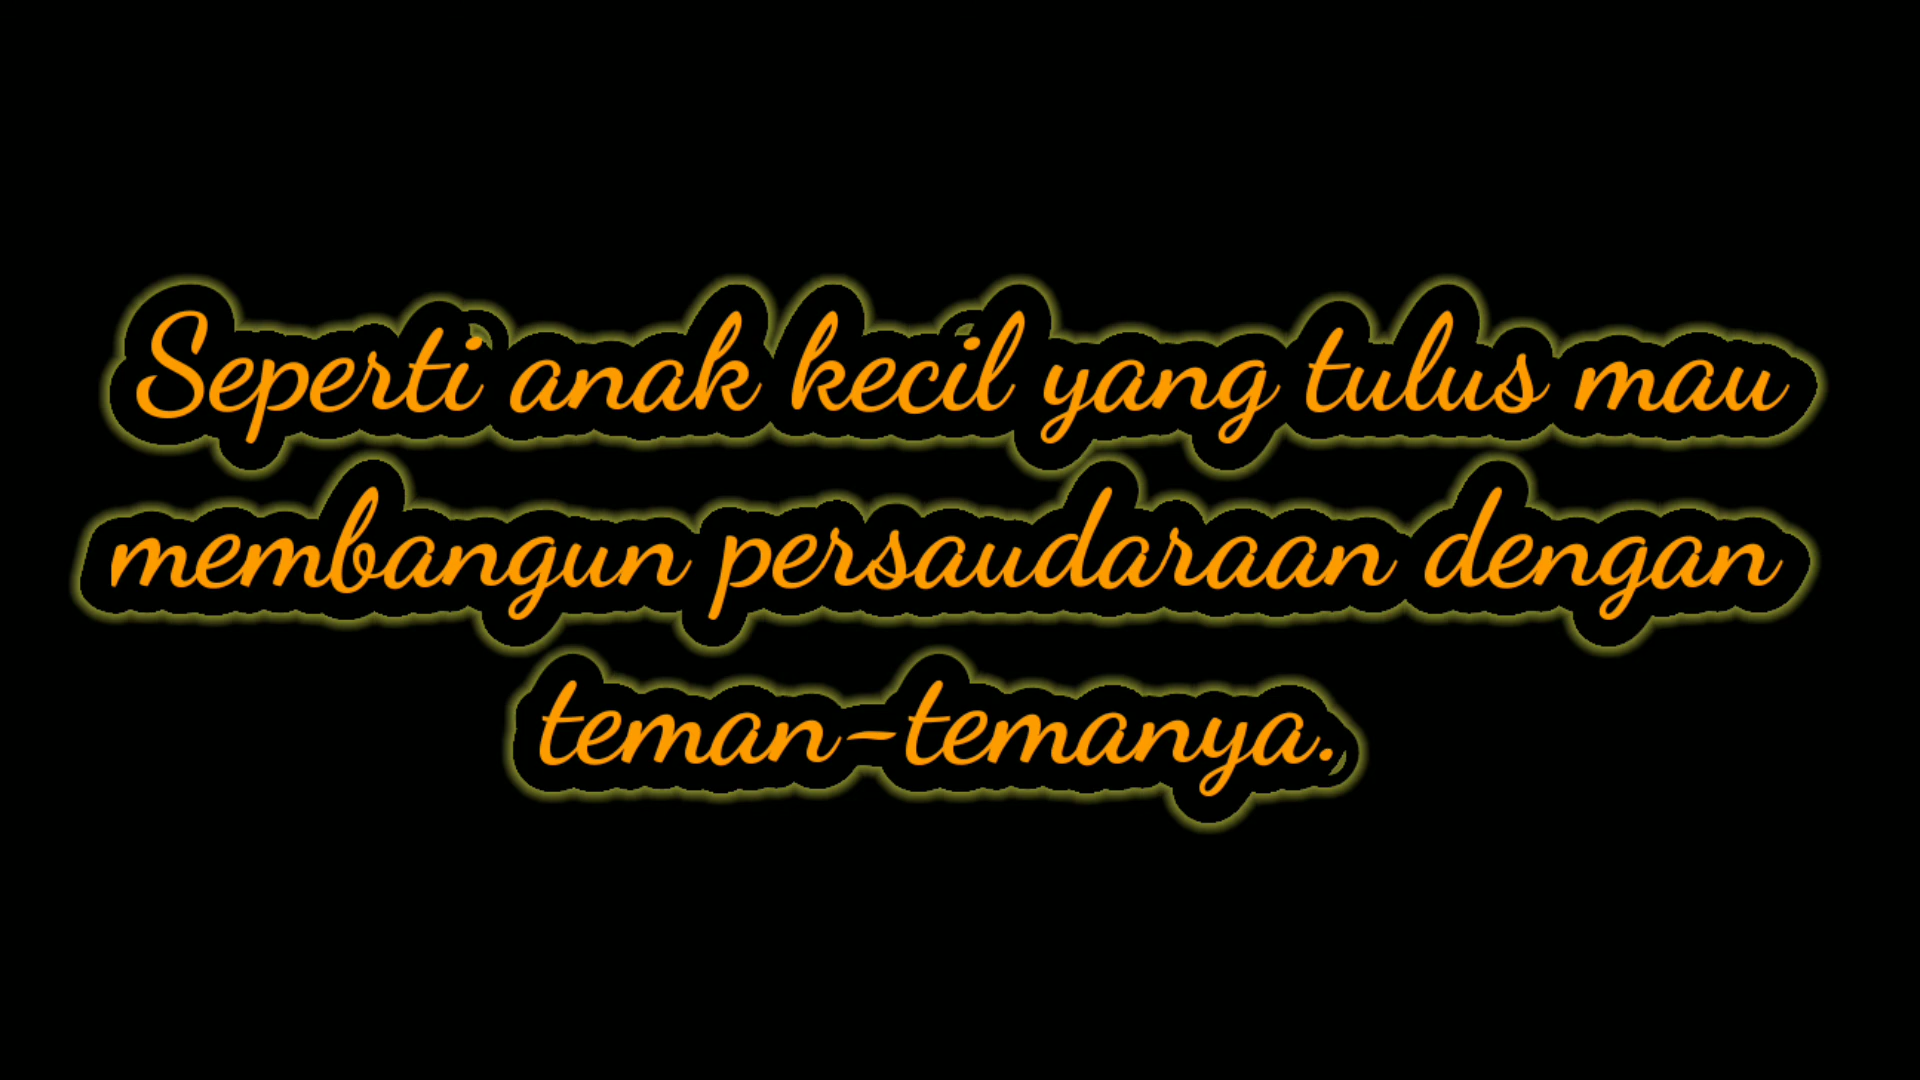 Seperti anak kecil yang tulus mau
membangun persaudaraan dengan
teman-temanya.